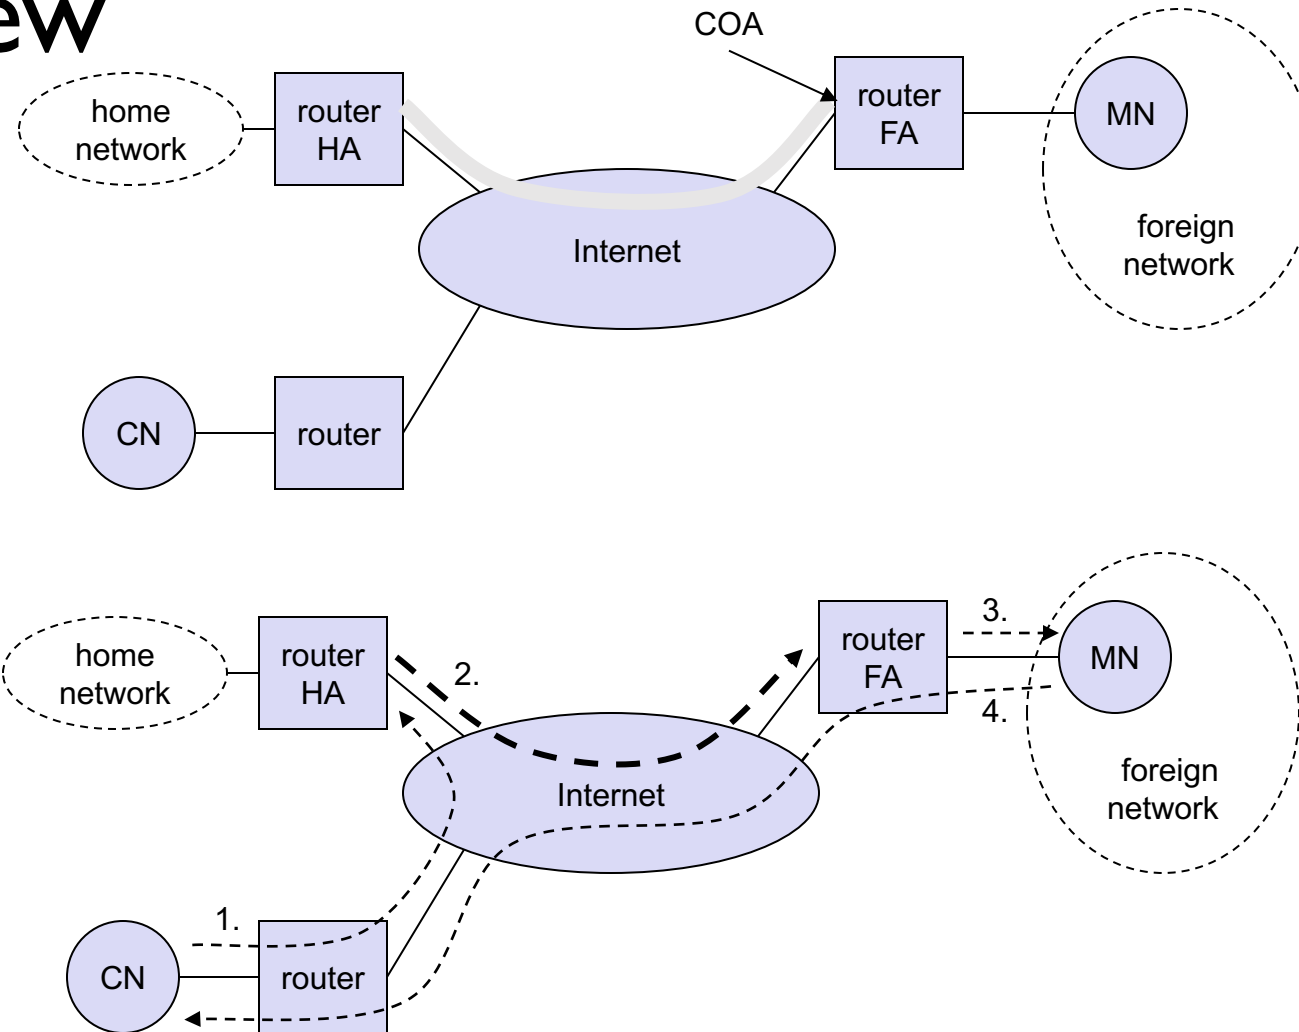 ew
COA
home
network
router
HA
router
FA
MN
Internet
foreign
network
CN
router
home
network
router
HA
2.
router
FA
3.
MN
4.
Internet
foreign
network
1.
CN
router